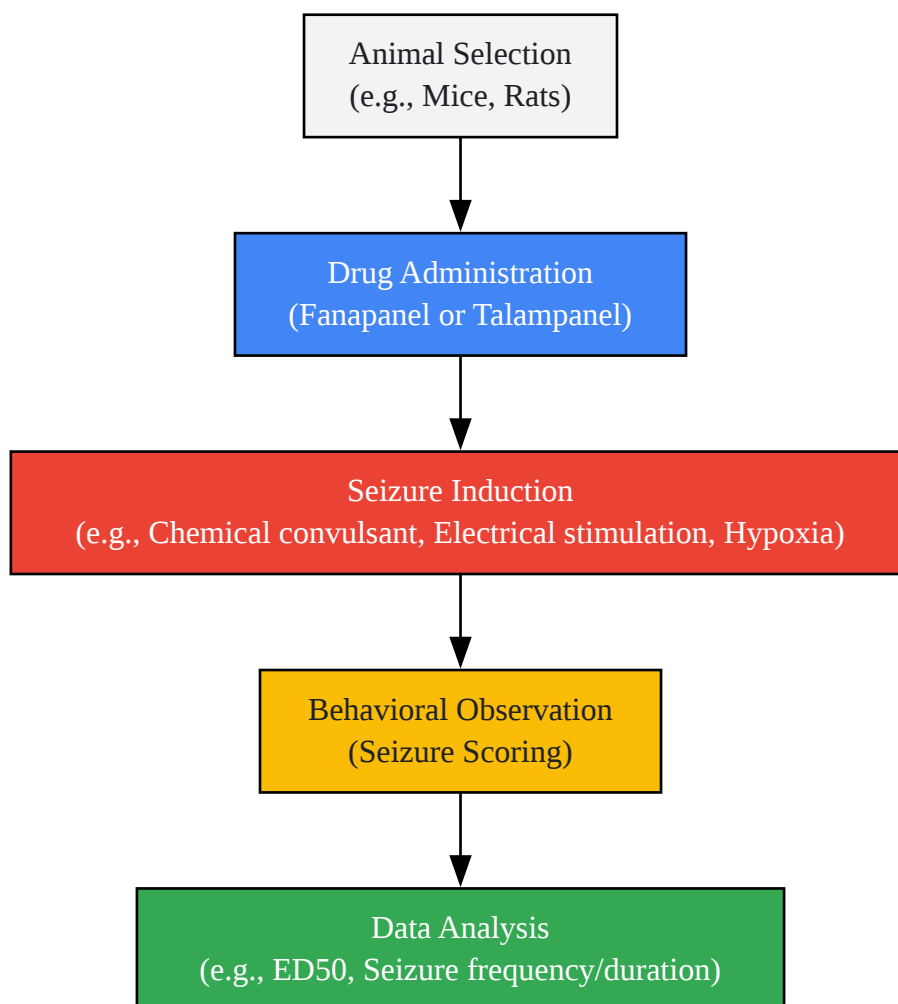 Animal Selection
(e.g., Mice, Rats)
Drug Administration
(Fanapanel or Talampanel)
Seizure Induction
(e.g., Chemical convulsant, Electrical stimulation, Hypoxia)
Behavioral Observation
(Seizure Scoring)
Data Analysis
(e.g., ED50, Seizure frequency/duration)